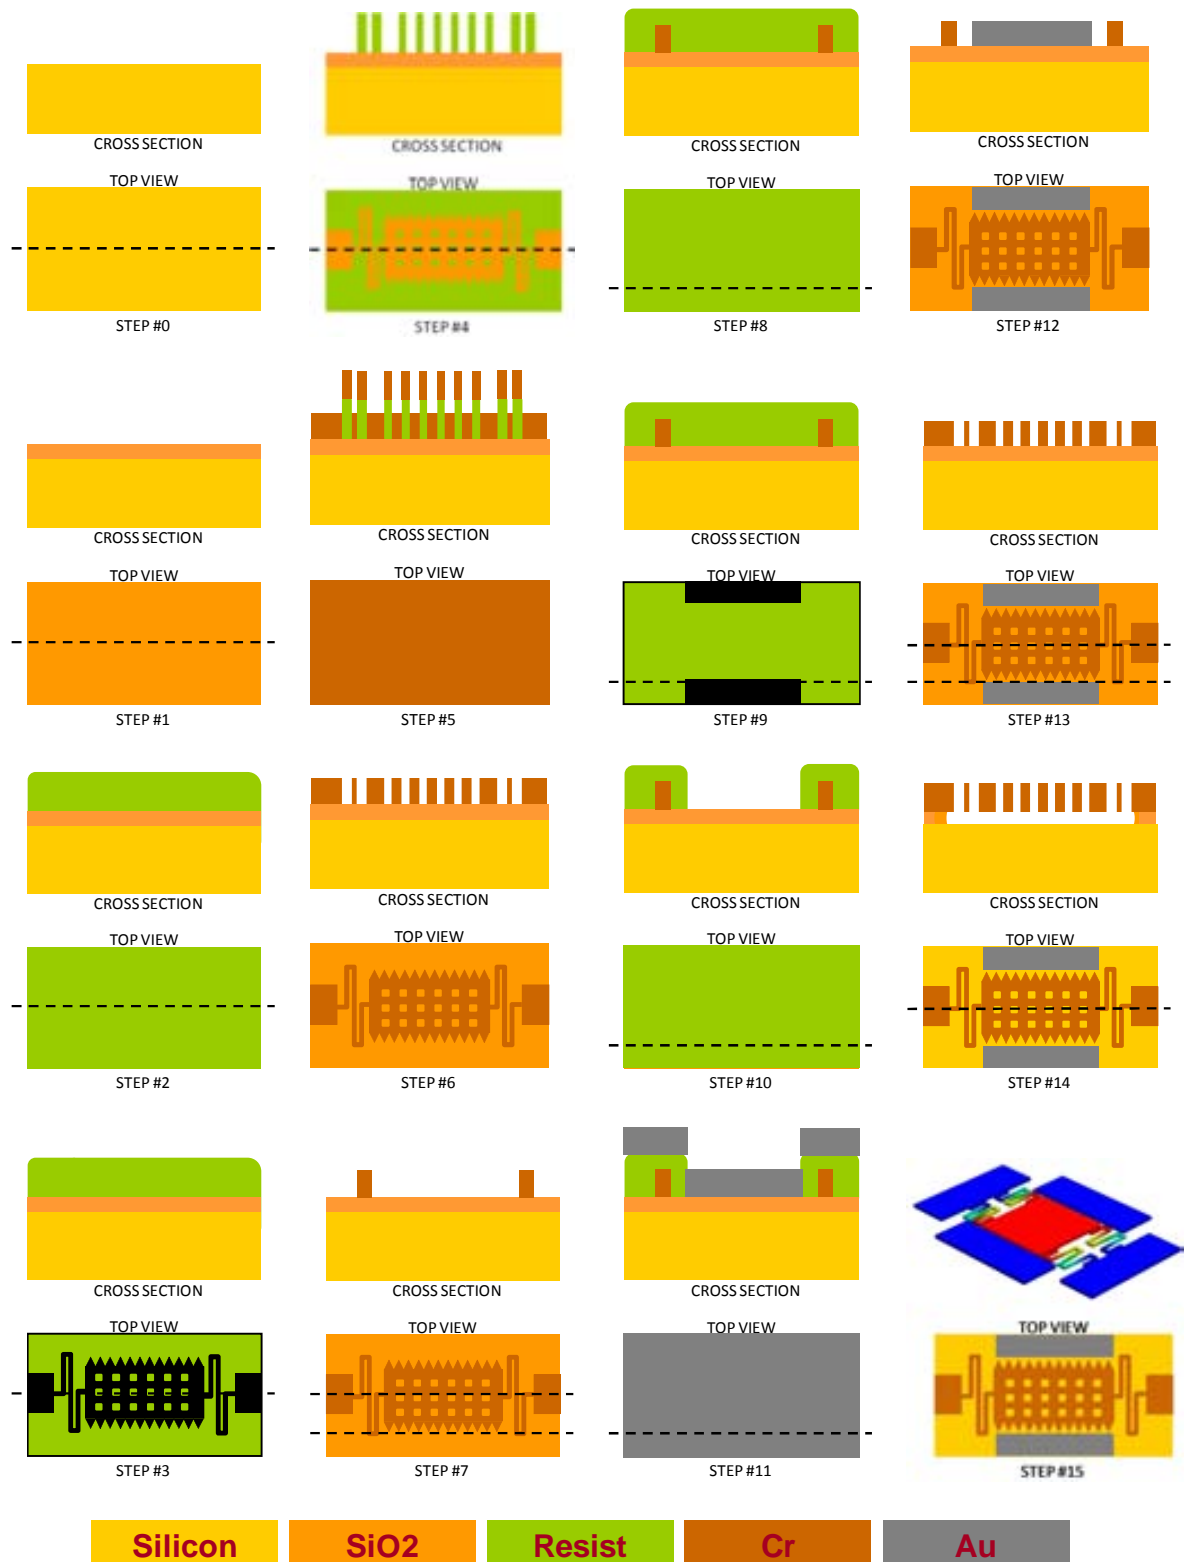 CROSS SECTION
TOP VIEW
STEP #0
CROSS SECTION
TOP VIEW
STEP #4
CROSS SECTION
TOP VIEW
STEP #8
TOP VIEW
STEP #12
CROSS SECTION
TOP VIEW
STEP #1
CROSS SECTION
TOP VIEW
STEP #5
CROSS SECTION
TOP VIEW
STEP #9
CROSS SECTION
TOP VIEW
STEP #13
CROSS SECTION
TOP VIEW
STEP #2
CROSS SECTION
TOP VIEW
STEP #6
CROSS SECTION
TOP VIEW
STEP #10
CROSS SECTION
TOP VIEW
STEP #14
CROSS SECTION
TOP VIEW
STEP #3
CROSS SECTION
TOP VIEW
STEP #7
CROSS SECTION
TOP VIEW
STEP #11
TOP VIEW
STEP #15
CROSS SECTION
Silicon
SiO2
Resist
Cr
Au